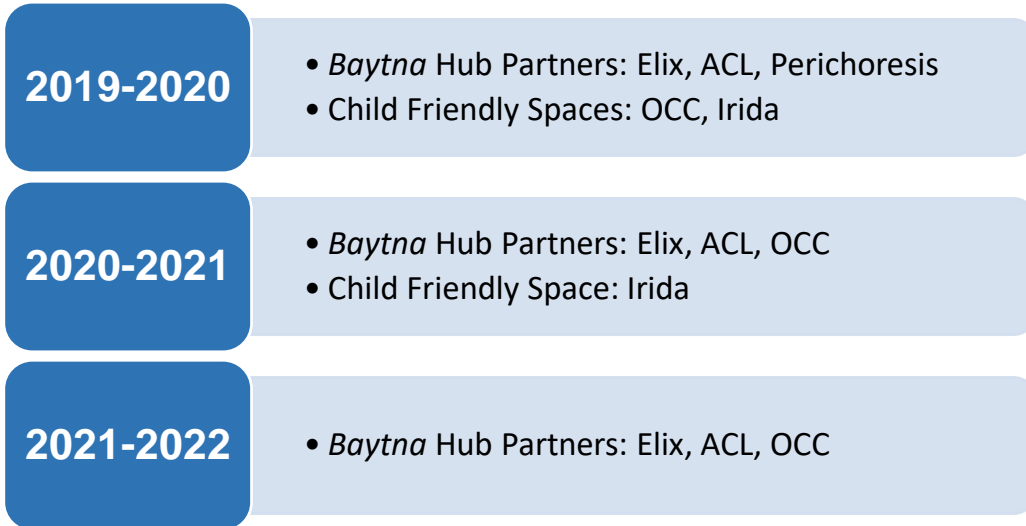 2019-2020
• Baytna Hub Partners: Elix, ACL, Perichoresis
• Child Friendly Spaces: OCC, Irida
2020-2021
• Baytna Hub Partners: Elix, ACL, OCC
• Child Friendly Space: Irida
2021-2022
• Baytna Hub Partners: Elix, ACL, OCC